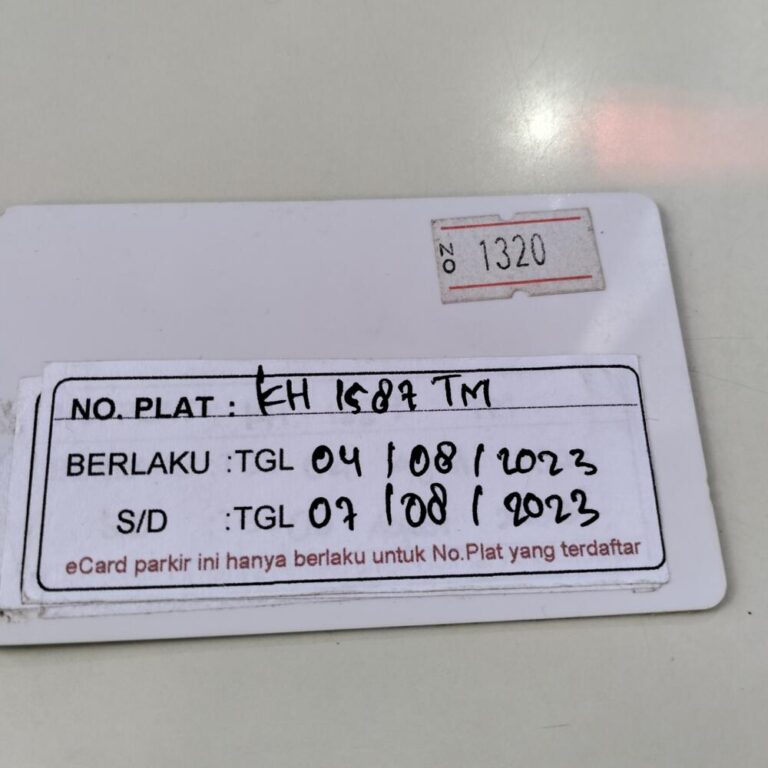 NO 1320
NO. PLAT : KH 1587 TM
BERLAKU :TGL 04 / 08 / 2023
S/D :TGL 07 / 08 / 2023
eCard parkir ini hanya berlaku untuk No.Plat yang terdaftar